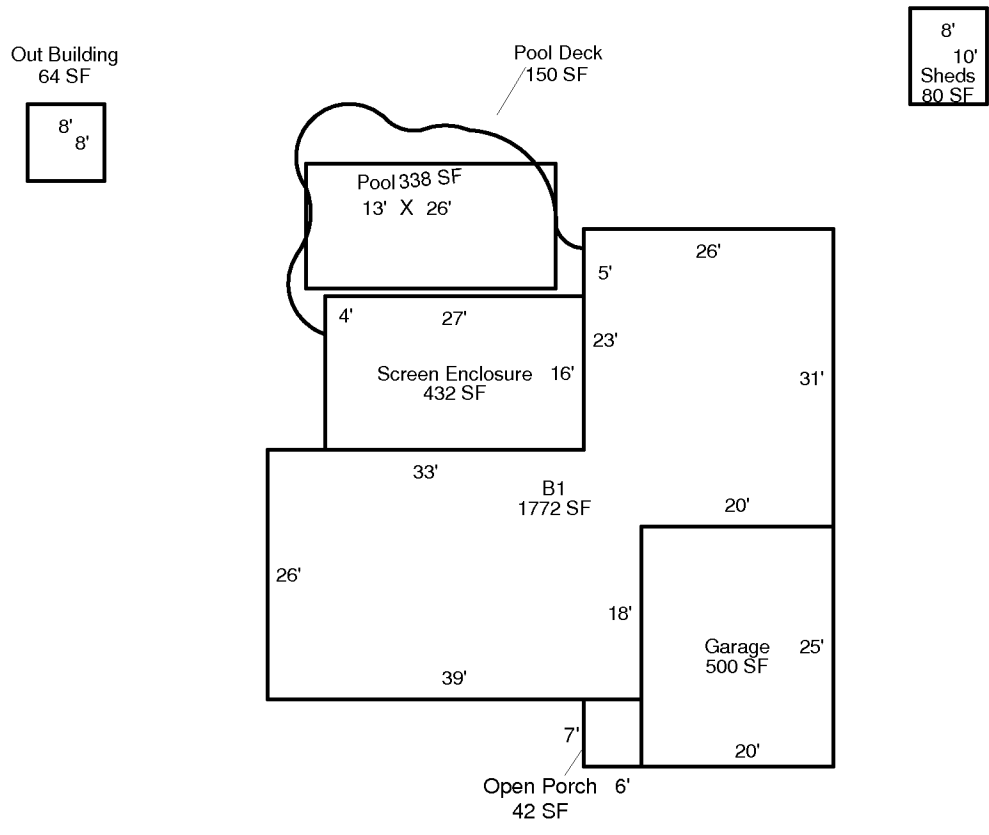 8'
10'
Sheds
80 SF
Out Building
64 SF
8'
8'
Pool Deck
150 SF
Pool 338 SF
13' X 26'
26'
5'
4'
27'
23'
Screen Enclosure
432 SF
16'
31'
33'
B1
1772 SF
20'
26'
18'
Garage
500 SF
25'
39'
7'
20'
Open Porch
42 SF
6'